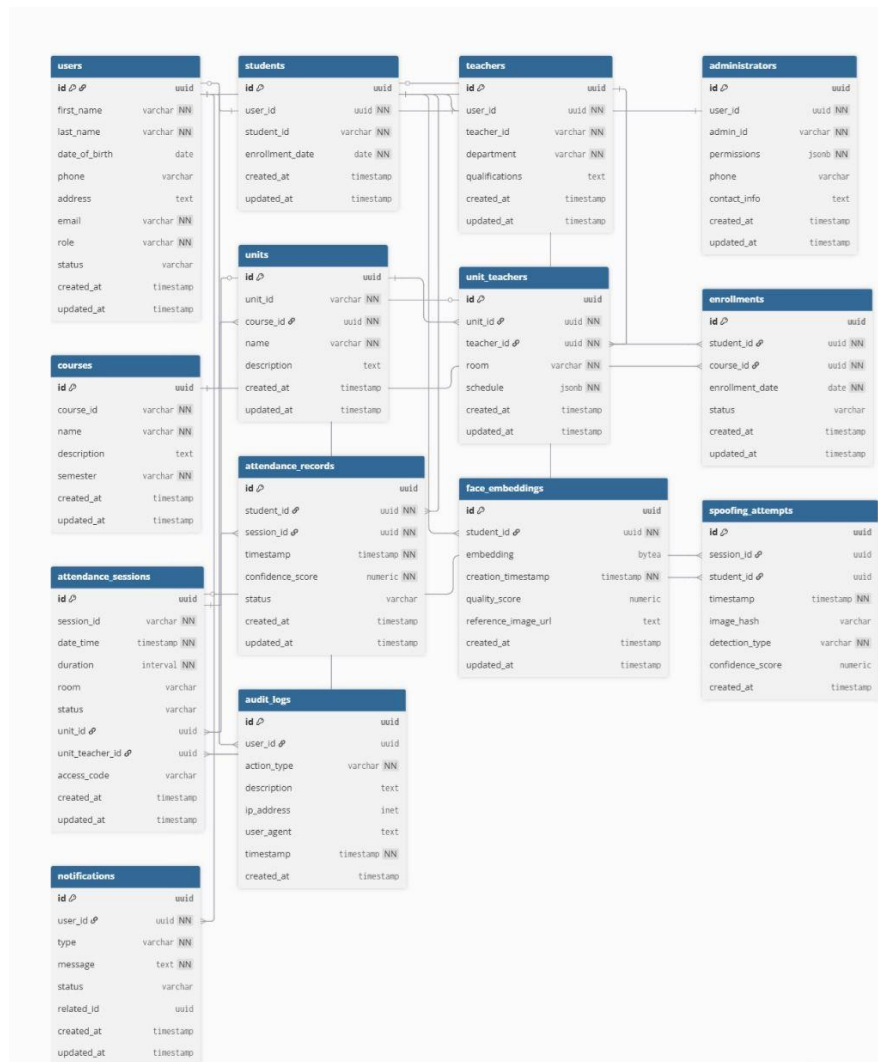 users
id uuid
first_name varchar NN
last_name varchar NN
date_of_birth date
phone varchar
address text
email varchar NN
role varchar NN
status varchar
created_at timestamp
updated_at timestamp
students
id uuid
user_id uuid NN
student_id varchar NN
enrollment_date date NN
created_at timestamp
updated_at timestamp
teachers
id uuid
user_id uuid NN
teacher_id varchar NN
department varchar NN
qualifications text
created_at timestamp
updated_at timestamp
administrators
id uuid
user_id uuid NN
admin_id varchar NN
permissions jsonb NN
phone varchar
contact_info text
created_at timestamp
updated_at timestamp
units
id uuid
unit_id varchar NN
course_id uuid NN
name varchar NN
description text
created_at timestamp
updated_at timestamp
unit_teachers
id uuid
unit_id uuid NN
teacher_id uuid NN
room varchar NN
schedule jsonb NN
created_at timestamp
updated_at timestamp
enrollments
id uuid
student_id uuid NN
course_id uuid NN
enrollment_date date NN
status varchar
created_at timestamp
updated_at timestamp
courses
id uuid
course_id varchar NN
name varchar NN
description text
semester varchar NN
created_at timestamp
updated_at timestamp
attendance_records
id uuid
student_id uuid NN
session_id uuid NN
timestamp timestamp NN
confidence_score numeric NN
status varchar
created_at timestamp
updated_at timestamp
face_embeddings
id uuid
student_id uuid NN
embedding bytea
creation_timestamp timestamp NN
quality_score numeric
reference_image_url text
created_at timestamp
updated_at timestamp
spoofing_attempts
id uuid
session_id uuid
student_id uuid
timestamp timestamp NN
image_hash varchar
detection_type varchar NN
confidence_score numeric
created_at timestamp
attendance_sessions
id uuid
session_id varchar NN
date_time timestamp NN
duration interval NN
room varchar
status varchar
unit_id uuid
unit_teacher_id uuid
access_code varchar
created_at timestamp
updated_at timestamp
audit_logs
id uuid
user_id uuid
action_type varchar NN
description text
ip_address inet
user_agent text
timestamp timestamp NN
created_at timestamp
notifications
id uuid
user_id uuid NN
type varchar NN
message text NN
status varchar
related_id uuid
created_at timestamp
updated_at timestamp